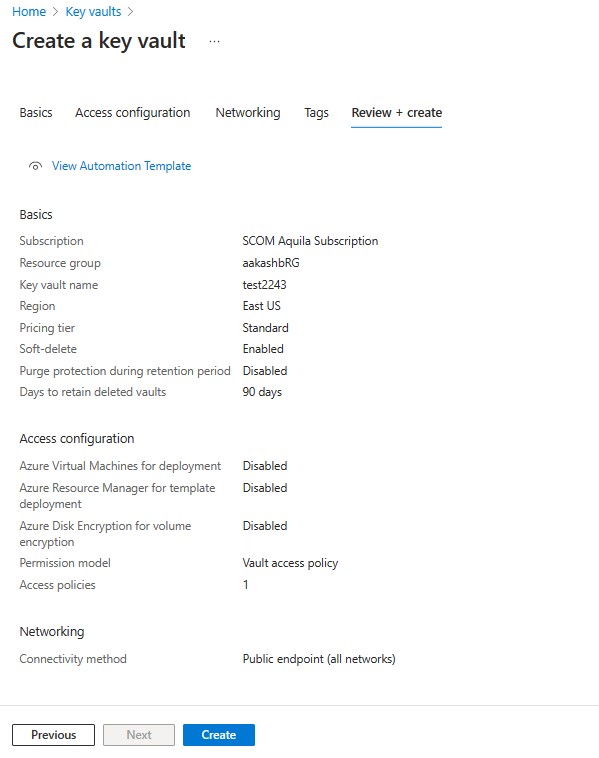 Home > Key vaults >
Create a key vault ...
Basics Access configuration Networking Tags Review + create
View Automation Template
Basics
Subscription SCOM Aquila Subscription
Resource group aakashbRG
Key vault name test2243
Region East US
Pricing tier Standard
Soft-delete Enabled
Purge protection during retention period Disabled
Days to retain deleted vaults 90 days
Access configuration
Azure Virtual Machines for deployment Disabled
Azure Resource Manager for template Disabled
deployment
Azure Disk Encryption for volume Disabled
encryption
Permission model Vault access policy
Access policies 1
Networking
Connectivity method Public endpoint (all networks)
Previous Next Create